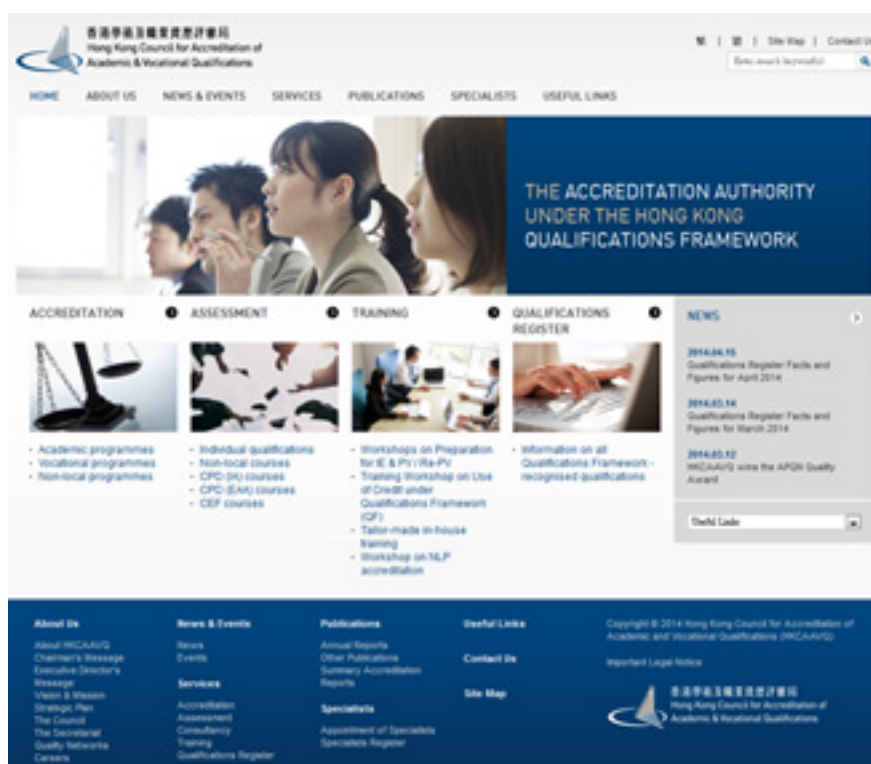 香港學術及職業資歷評審局
Hong Kong Council for Accreditation of
Academic & Vocational Qualifications
繁 | 簡 | Site Map | Contact Us
Enter search keyword(s)
HOME ABOUT US NEWS & EVENTS SERVICES PUBLICATIONS SPECIALISTS USEFUL LINKS
THE ACCREDITATION AUTHORITY
UNDER THE HONG KONG
QUALIFICATIONS FRAMEWORK
ACCREDITATION
- Academic programmes
- Vocational programmes
- Non-local programmes
ASSESSMENT
- Individual qualifications
- Non-local courses
- CPD (IA) courses
- CPD (EAA) courses
- CEF courses
TRAINING
- Workshops on Preparation
for IE & PV / Re-PV
- Training Workshop on Use
of Credit under
Qualifications Framework
(QF)
- Tailor-made in-house
training
- Workshop on NLP
accreditation
QUALIFICATIONS
REGISTER
- Information on all
Qualifications Framework -
recognised qualifications
NEWS
2014.04.15
Qualifications Register Facts and
Figures for April 2014
2014.03.14
Qualifications Register Facts and
Figures for March 2014
2014.03.12
HKCAAVQ wins the APQN Quality
Award
Useful Links
About Us
About HKCAAVQ
Chairman's Message
Executive Director's
Message
Vision & Mission
Strategic Plan
The Council
The Secretariat
Quality Networks
Careers
News & Events
News
Events
Services
Accreditation
Assessment
Consultancy
Training
Qualifications Register
Publications
Annual Reports
Other Publications
Summary Accreditation
Reports
Specialists
Appointment of Specialists
Specialists Register
Useful Links
Contact Us
Site Map
Copyright © 2014 Hong Kong Council for Accreditation of
Academic and Vocational Qualifications (HKCAAVQ)
Important Legal Notice
香港學術及職業資歷評審局
Hong Kong Council for Accreditation of
Academic & Vocational Qualifications